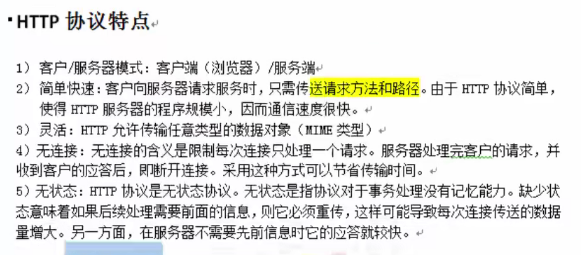 HTTP 协议特点
1) 客户/服务器模式:客户端(浏览器)/服务端
2) 简单快速:客户向服务器请求服务时,只需传送请求方法和路径。由于 HTTP 协议简单,
使得 HTTP 服务器的程序规模小,因而通信速度很快。
3) 灵活:HTTP 允许传输任意类型的数据对象(MIME 类型)
4)无连接:无连接的含义是限制每次连接只处理一个请求。服务器处理完客户的请求,并
收到客户的应答后,即断开连接。采用这种方式可以节省传输时间。
5)无状态:HTTP 协议是无状态协议。无状态是指协议对于事务处理没有记忆能力。缺少状
态意味着如果后续处理需要前面的信息,则它必须重传,这样可能导致每次连接传送的数据
量增大。另一方面,在服务器不需要先前信息时它的应答就较快。